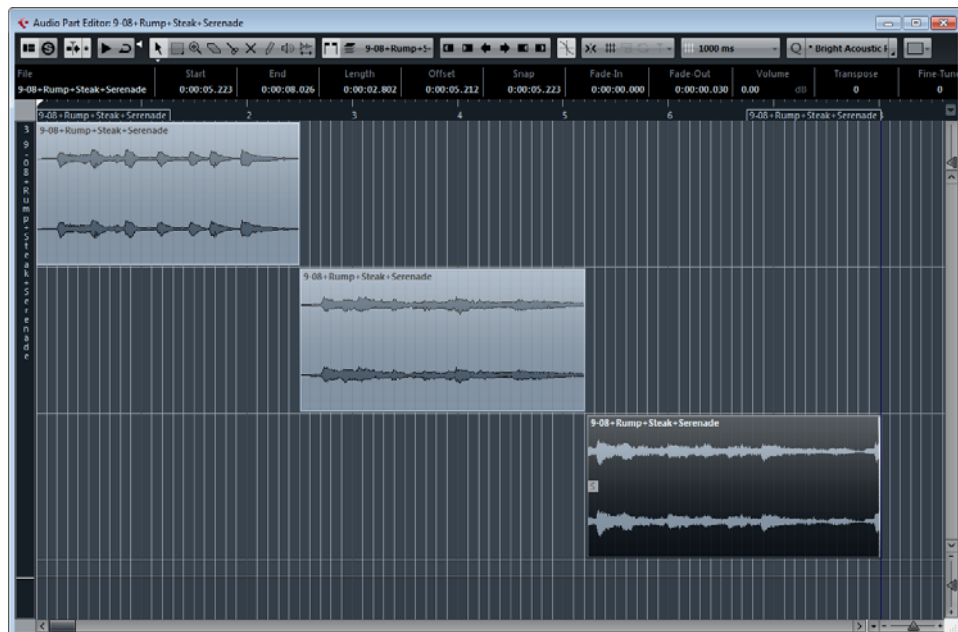 Audio Part Editor: 9-08+Rump+Steak+Serenade
9-08+Rump+S- 1000 ms Q Bright Acoustic
File Start End Length Offset Snap Fade-In Fade-Out Volume Transpose Fine-Tun
9-08+Rump+Steak+Serenade 0:00:05.223 0:00:08.026 0:00:02.802 0:00:05.212 0:00:05.223 0:00:00.000 0:00:00.030 0.00 dB 0 0
2 3 4 5 6
9-08+Rump+Steak+Serenade 9-08+Rump+Steak+Serenade
3 9-08+Rump+Steak+Serenade
9-08+Rump+Steak+Serenade
9-08+Rump+Steak+Serenade
9-08+Rump+Steak+Serenade
S